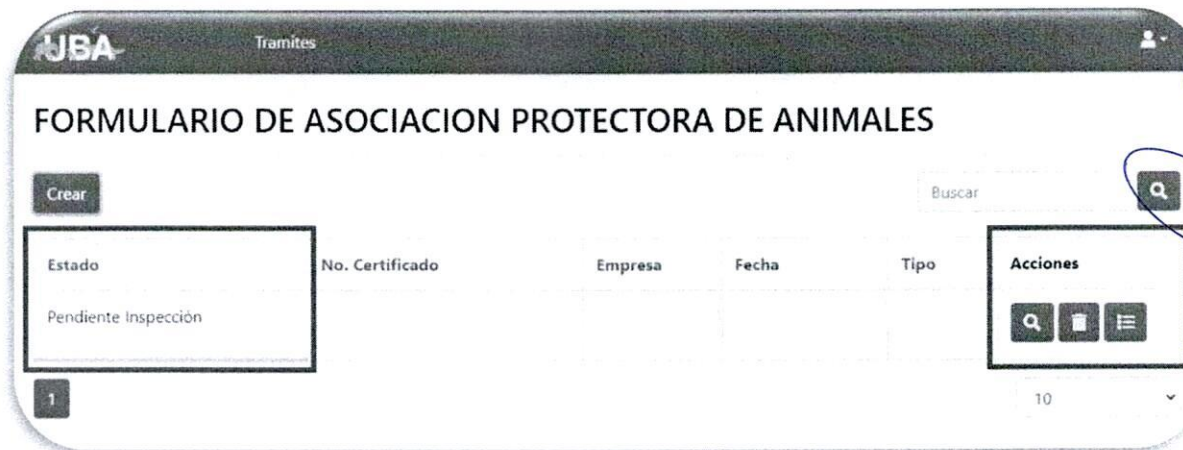 UBA Tramites
FORMULARIO DE ASOCIACION PROTECTORA DE ANIMALES
Crear Buscar
Estado No. Certificado Empresa Fecha Tipo Acciones
Pendiente Inspección
1 10